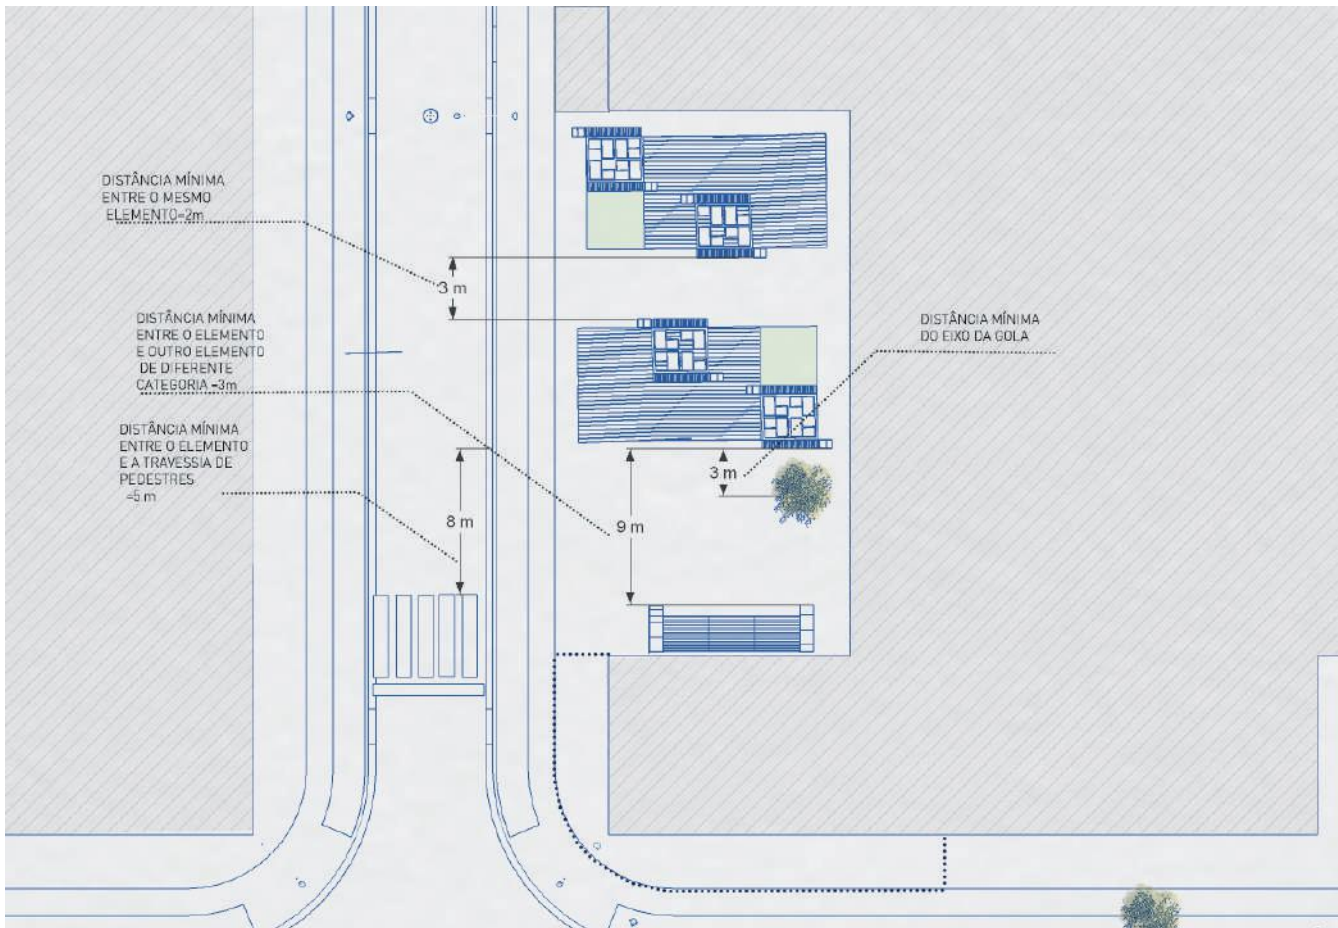 DISTÂNCIA MÍNIMA
ENTRE O MESMO
ELEMENTO=2m
3 m
DISTÂNCIA MÍNIMA
ENTRE O ELEMENTO
E OUTRO ELEMENTO
DE DIFERENTE
CATEGORIA =3m
DISTÂNCIA MÍNIMA
DO EIXO DA GOLA
DISTÂNCIA MÍNIMA
ENTRE O ELEMENTO
E A TRAVESSIA DE
PEDESTRES
=5 m
3 m
8 m
9 m